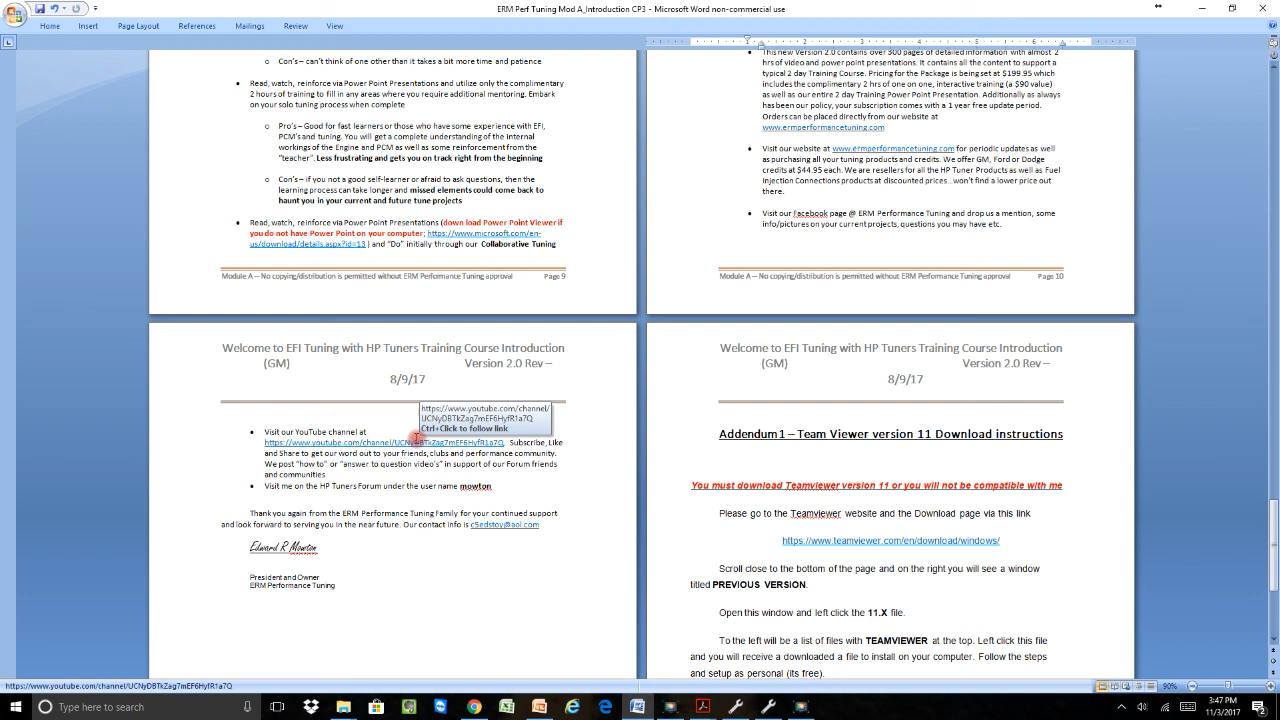 ERM Perf Tuning Mod A_Introduction CP3 - Microsoft Word non-commercial use
Home Insert Page Layout References Mailings Review View
o Con's – can't think of one other than it takes a bit more time and patience
• Read, watch, reinforce via Power Point Presentations and utilize only the complimentary
2 hours of training to fill in any areas where you require additional mentoring. Embark
on your solo tuning process when complete
o Pro's – Good for fast learners or those who have some experience with EFI,
PCM's and tuning. You will get a complete understanding of the internal
workings of the Engine and PCM as well as some reinforcement from the
"teacher". Less frustrating and gets you on track right from the beginning
o Con's – if you not a good self-learner or afraid to ask questions, then the
learning process can take longer and missed elements could come back to
haunt you in your current and future tune projects
• Read, watch, reinforce via Power Point Presentations (down load Power Point Viewer if
you do not have Power Point on your computer; https://www.microsoft.com/en-
us/download/details.aspx?id=13 ) and "Do" initially through our Collaborative Tuning
Module A – No copying/distribution is permitted without ERM Performance Tuning approval Page 9
• This new Version 2.0 contains over 300 pages of detailed information with almost 2
hrs of video and power point presentations. It contains all the content to support a
typical 2 day Training Course. Pricing for the Package is being set at $199.95 which
includes the complimentary 2 hrs of one on one, interactive training (a $90 value)
as well as our entire 2 day Training Power Point Presentation. Additionally as always
has been our policy, your subscription comes with a 1 year free update period.
Orders can be placed directly from our website at
www.ermperformancetuning.com
• Visit our website at www.ermperformancetuning.com for periodic updates as well
as purchasing all your tuning products and credits. We offer GM, Ford or Dodge
credits at $44.95 each. We are resellers for all the HP Tuner Products as well as Fuel
Injection Connections products at discounted prices...won't find a lower price out
there.
• Visit our Facebook page @ ERM Performance Tuning and drop us a mention, some
info/pictures on your current projects, questions you may have etc.
Module A – No copying/distribution is permitted without ERM Performance Tuning approval Page 10
Welcome to EFI Tuning with HP Tuners Training Course Introduction
(GM) Version 2.0 Rev –
8/9/17
https://www.youtube.com/channel/
UCNyDBTkZag7mEF6HyfR1a7Q
Ctrl+Click to follow link
• Visit our YouTube channel at
https://www.youtube.com/channel/UCNyDBTkZag7mEF6HyfR1a7Q. Subscribe, Like
and Share to get our word out to your friends, clubs and performance community.
We post "how to" or "answer to question video's" in support of our Forum friends
and communities
• Visit me on the HP Tuners Forum under the user name mowton
Thank you again from the ERM Performance Tuning Family for your continued support
and look forward to serving you in the near future. Our contact info is c5edstoy@aol.com
Edward R Mowton
President and Owner
ERM Performance Tuning
Welcome to EFI Tuning with HP Tuners Training Course Introduction
(GM) Version 2.0 Rev –
8/9/17
Addendum1 – Team Viewer version 11 Download instructions
You must download Teamviewer version 11 or you will not be compatible with me
Please go to the Teamviewer website and the Download page via this link
https://www.teamviewer.com/en/download/windows/
Scroll close to the bottom of the page and on the right you will see a window
titled PREVIOUS VERSION.
Open this window and left click the 11.X file.
To the left will be a list of files with TEAMVIEWER at the top. Left click this file
and you will receive a downloaded a file to install on your computer. Follow the steps
and setup as personal (its free).
https://www.youtube.com/channel/UCNyDBTkZag7mEF6HyfR1a7Q
90%
Type here to search
3:47 PM
11/3/2017